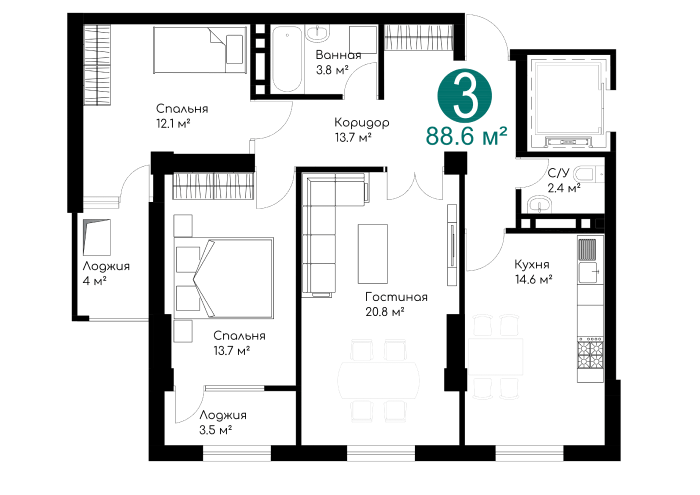 Ванная
3.8 м²
3
88.6 м²
Спальня
12.1 м²
Коридор
13.7 м²
С/У
2.4 м²
Лоджия
4 м²
Кухня
14.6 м²
Гостиная
20.8 м²
Спальня
13.7 м²
Лоджия
3.5 м²